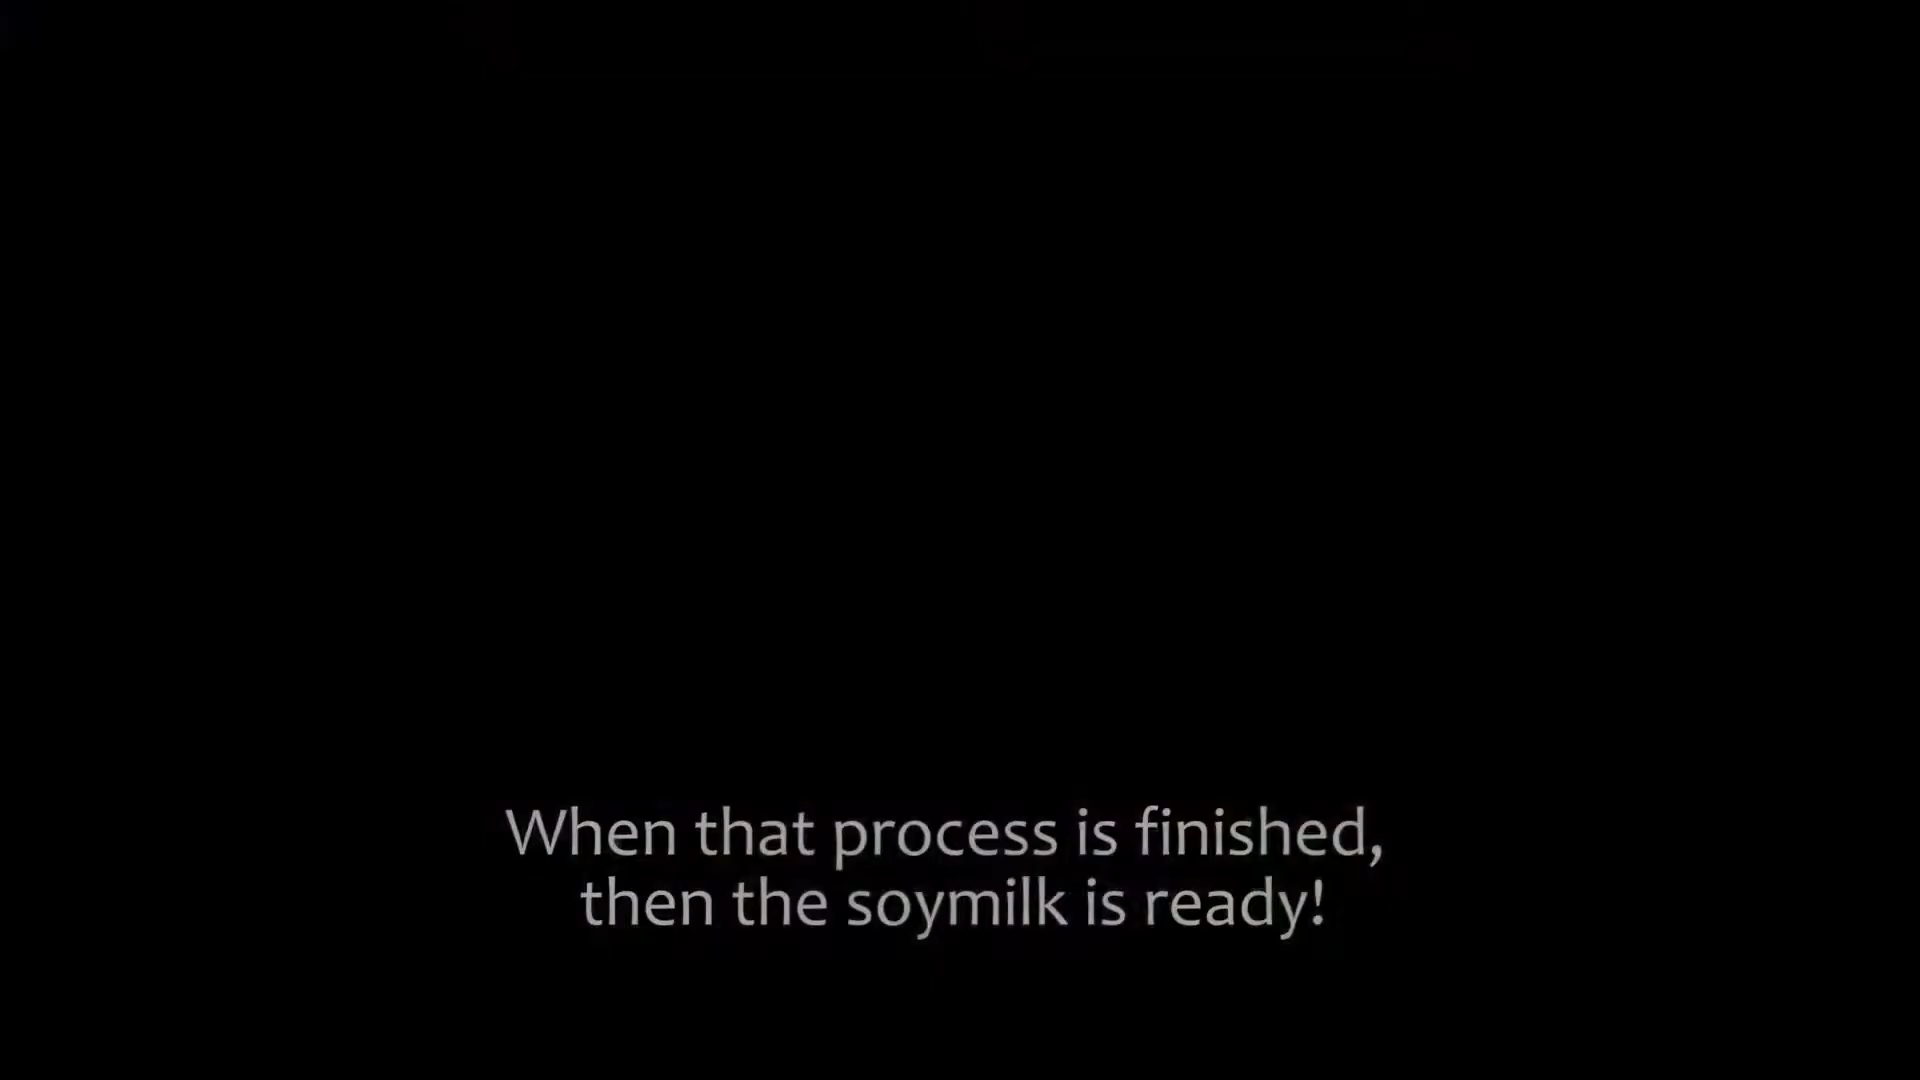 When that process is finished,
then the soymilk is ready!